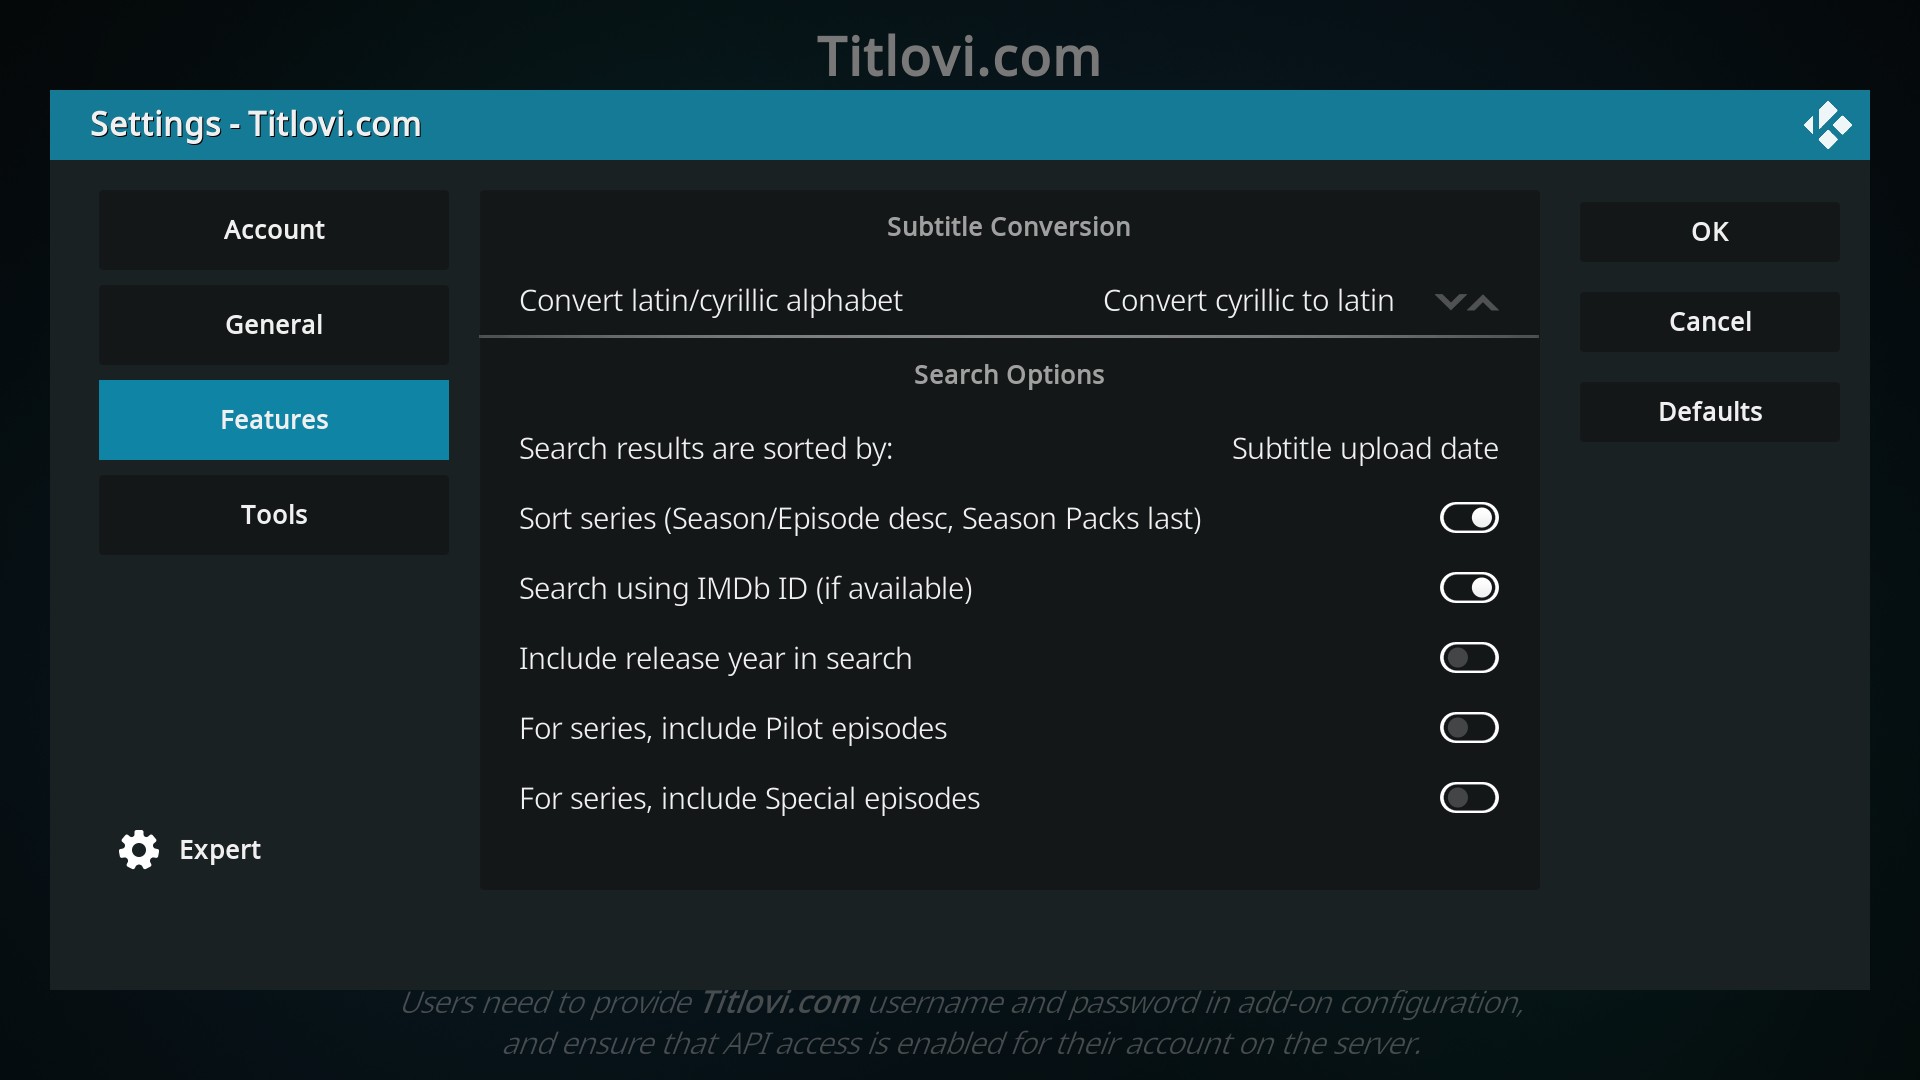 Titlovi.com
Settings - Titlovi.com
Account
General
Features
Tools
Expert
Subtitle Conversion
Convert latin/cyrillic alphabet Convert cyrillic to latin
Search Options
Search results are sorted by: Subtitle upload date
Sort series (Season/Episode desc, Season Packs last)
Search using IMDb ID (if available)
Include release year in search
For series, include Pilot episodes
For series, include Special episodes
OK
Cancel
Defaults
Users need to provide Titlovi.com username and password in add-on configuration,
and ensure that API access is enabled for their account on the server.